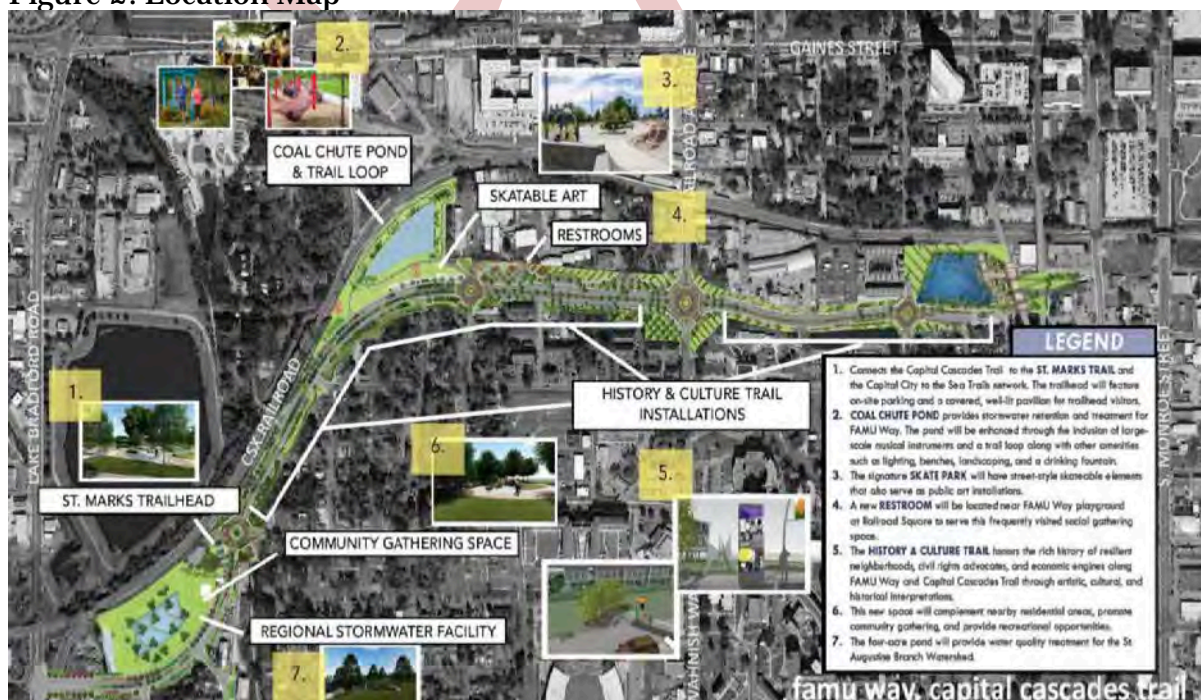 Figure 2: Location Map
GAINES STREET
2.
3.
COAL CHUTE POND
& TRAIL LOOP
SKATABLE ART
4.
RESTROOMS
LAKE BRADFORD ROAD
CSX RAILROAD
1.
ST. MARKS TRAILHEAD
HISTORY & CULTURE TRAIL
INSTALLATIONS
6.
5.
COMMUNITY GATHERING SPACE
REGIONAL STORMWATER FACILITY
7.
WAHNISH WAY
S. MONROE STREET
LEGEND
1. Connects the Capital Cascades Trail to the ST. MARKS TRAIL and
the Capital City to the Sea Trails network. The trailhead will feature
on-site parking and a covered, well-lit pavilion for trailhead visitors.
2. COAL CHUTE POND provides stormwater retention and treatment for
FAMU Way. The pond will be enhanced through the inclusion of large-
scale musical instruments and a trail loop along with other amenities
such as lighting, benches, landscaping, and a drinking fountain.
3. The signature SKATE PARK will have street-style skateable elements
that also serve as public art installations.
4. A new RESTROOM will be located near FAMU Way playground
at Railroad Square to serve this frequently visited social gathering
space.
5. The HISTORY & CULTURE TRAIL honors the rich history of resilient
neighborhoods, civil rights advocates, and economic engines along
FAMU Way and Capital Cascades Trail through artistic, cultural, and
historical interpretations.
6. This new space will complement nearby residential areas, promote
community gathering, and provide recreational opportunities.
7. The four-acre pond will provide water quality treatment for the St.
Augustine Branch Watershed.
famu way, capital cascades trail